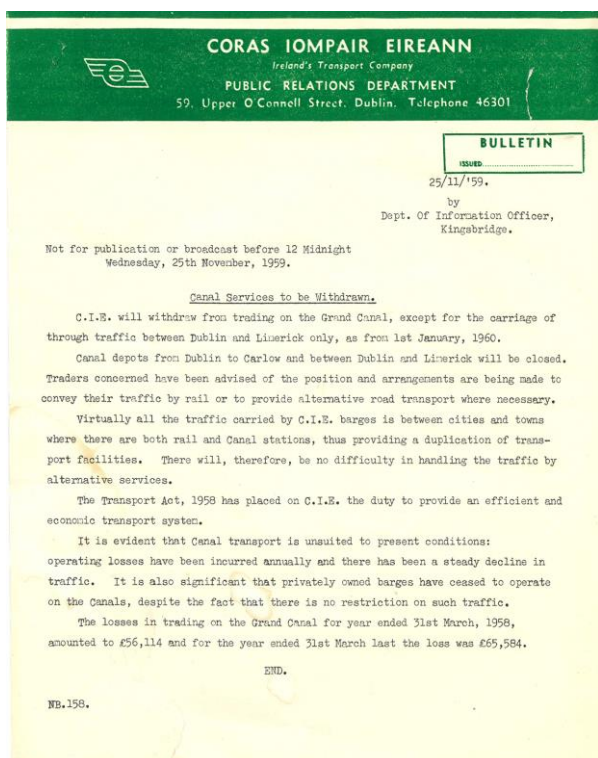 CORAS IOMPAIR EIREANN
Ireland's Transport Company
PUBLIC RELATIONS DEPARTMENT
59, Upper O'Connell Street, Dublin. Telephone 46301
e
BULLETIN
ISSUED
25/11/'59.
by
Dept. Of Information Officer,
Kingsbridge.
Not for publication or broadcast before 12 Midnight
Wednesday, 25th November, 1959.
Canal Services to be Withdrawn.
C.I.E. will withdraw from trading on the Grand Canal, except for the carriage of
through traffic between Dublin and Limerick only, as from 1st January, 1960.
Canal depots from Dublin to Carlow and between Dublin and Limerick will be closed.
Traders concerned have been advised of the position and arrangements are being made to
convey their traffic by rail or to provide alternative road transport where necessary.
Virtually all the traffic carried by C.I.E. barges is between cities and towns
where there are both rail and Canal stations, thus providing a duplication of trans-
port facilities. There will, therefore, be no difficulty in handling the traffic by
alternative services.
The Transport Act, 1958 has placed on C.I.E. the duty to provide an efficient and
economic transport system.
It is evident that Canal transport is unsuited to present conditions:
operating losses have been incurred annually and there has been a steady decline in
traffic. It is also significant that privately owned barges have ceased to operate
on the Canals, despite the fact that there is no restriction on such traffic.
The losses in trading on the Grand Canal for year ended 31st March, 1958,
amounted to £56,114 and for the year ended 31st March last the loss was £65,584.
END.
NB.158.